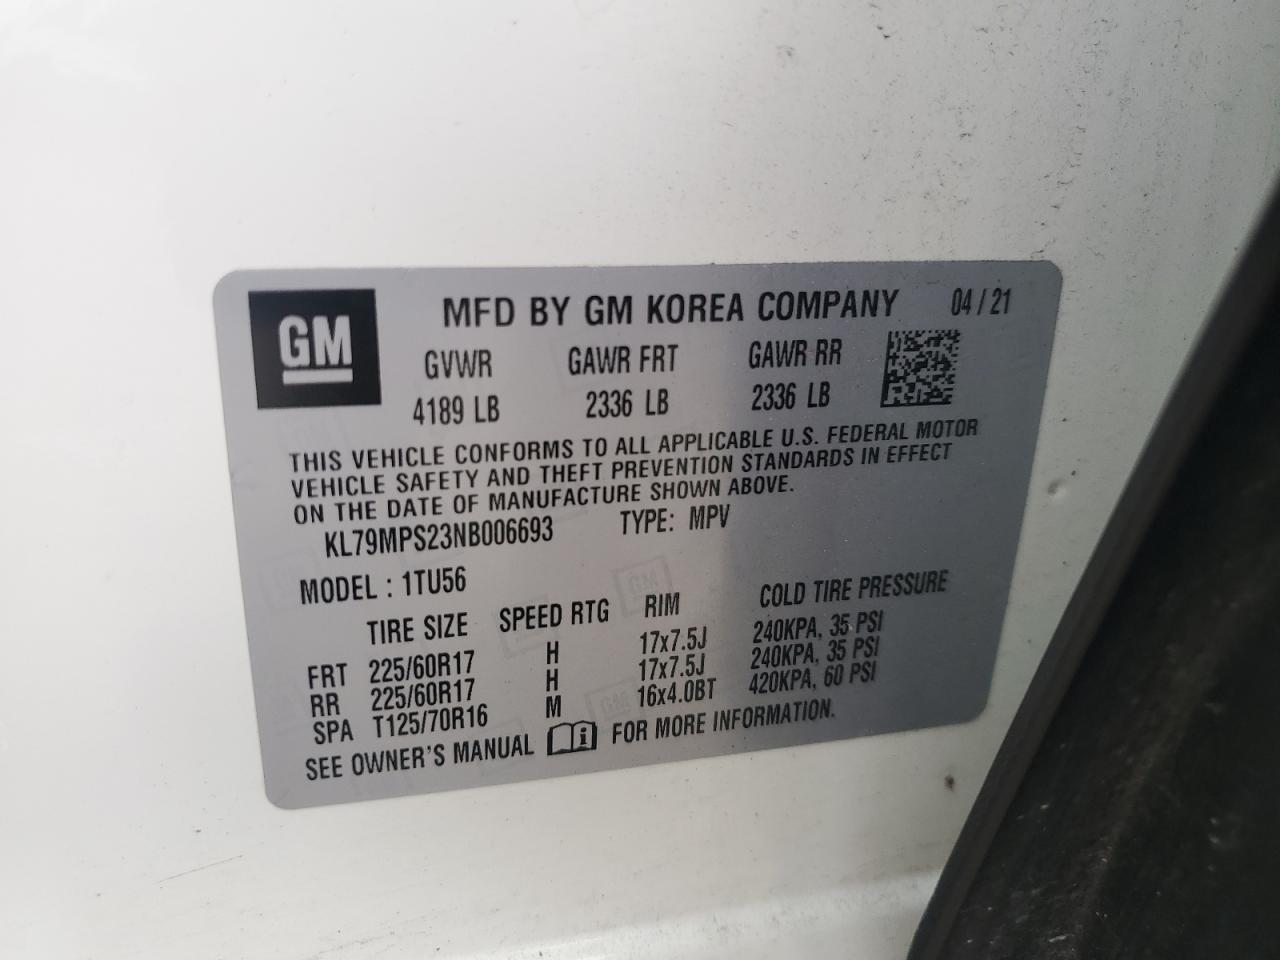 GM
MFD BY GM KOREA COMPANY 04/21
GVWR GAWR FRT GAWR RR
4189 LB 2336 LB 2336 LB
THIS VEHICLE CONFORMS TO ALL APPLICABLE U.S. FEDERAL MOTOR
VEHICLE SAFETY AND THEFT PREVENTION STANDARDS IN EFFECT
ON THE DATE OF MANUFACTURE SHOWN ABOVE.
KL79MPS23NB006693 TYPE: MPV
MODEL : 1TU56
TIRE SIZE SPEED RTG RIM COLD TIRE PRESSURE
FRT 225/60R17 H 17x7.5J 240KPA, 35 PSI
RR 225/60R17 H 17x7.5J 240KPA, 35 PSI
SPA T125/70R16 M 16x4.0BT 420KPA, 60 PSI
SEE OWNER'S MANUAL i FOR MORE INFORMATION.